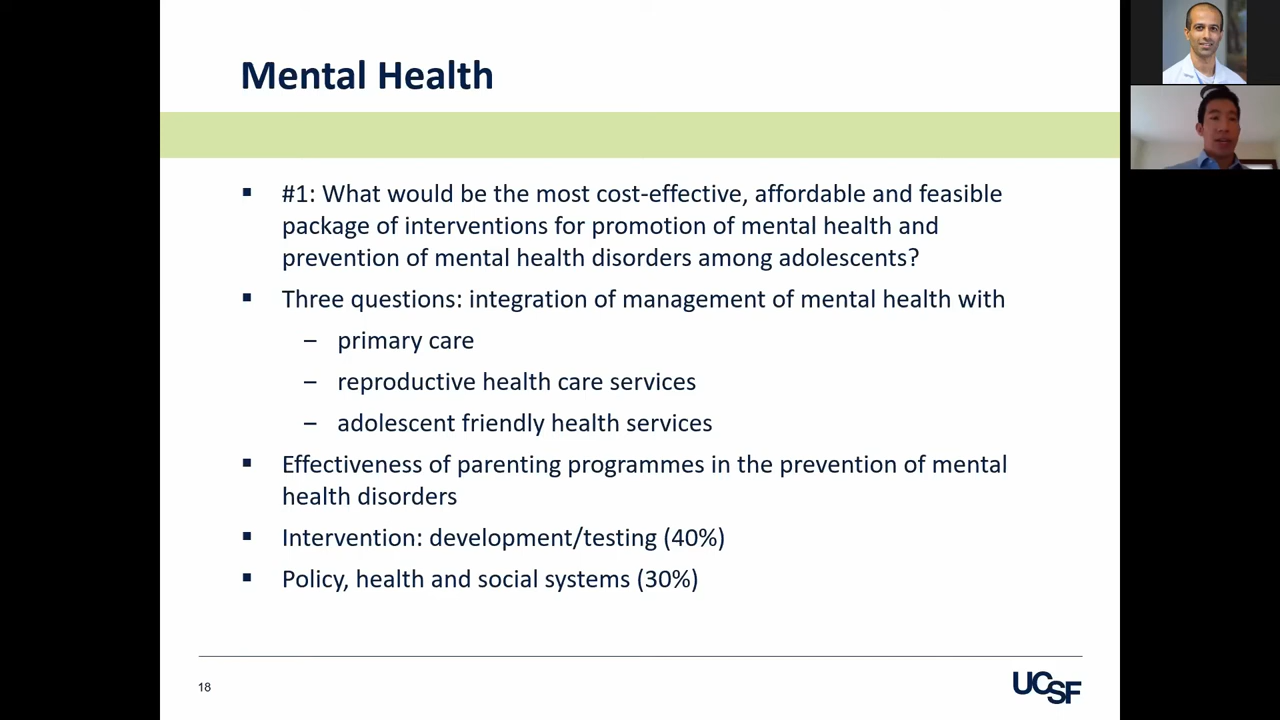 Mental Health
▪ #1: What would be the most cost-effective, affordable and feasible
package of interventions for promotion of mental health and
prevention of mental health disorders among adolescents?
▪ Three questions: integration of management of mental health with
– primary care
– reproductive health care services
– adolescent friendly health services
▪ Effectiveness of parenting programmes in the prevention of mental
health disorders
▪ Intervention: development/testing (40%)
▪ Policy, health and social systems (30%)
18
UCSF